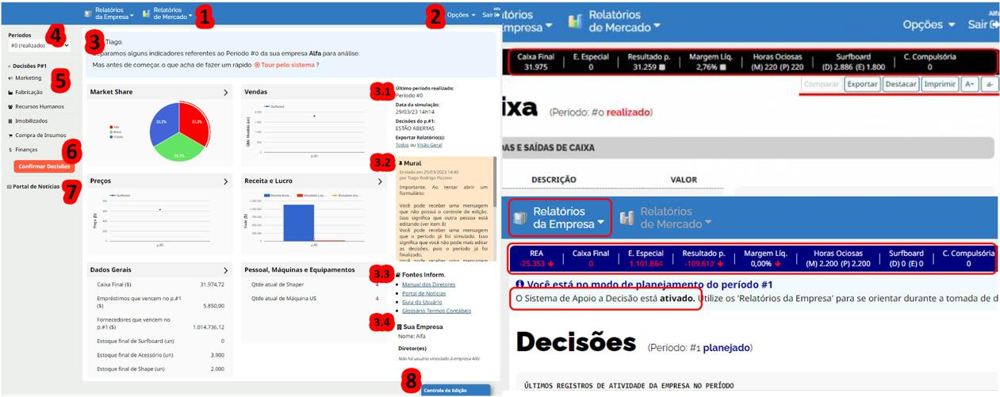 Relatórios
da Empresa
Relatórios
de Mercado
1
2
Alfa
Opções
Sair
Períodos
4
#0 (realizado)
Decisões P#1
Marketing
5
Fabricação
Recursos Humanos
Imobilizados
Compra de Insumos
Finanças
6
Confirmar Decisões
Portal de Notícias
7
3
Tiago.
paramos alguns indicadores referentes ao Período #0 da sua empresa Alfa para análise.
Mas antes de começar, o que acha de fazer um rápido Tour pelo sistema ?
Market Share
Alfa
33,3%
33,3%
33,3%
Vendas
Surfboard
p.#0
Preços
Surfboard
Preço ($)
p.#0
Receita e Lucro
Valor ($)
p.#0
Dados Gerais
Caixa Final ($) 31.974,72
Empréstimos que vencem no p.#1
($) 5.850,00
Fornecedores que vencem no
p.#1 ($) 1.014.736,12
Estoque final de Surfboard (un) 0
Estoque final de Acessório (un) 3.900
Estoque final de Shape (un) 2.000
Pessoal, Máquinas e Equipamentos
Qtde atual de Shaper 4
Qtde atual de Máquina US 4
3.1
Último período realizado:
Período #0
Data da simulação:
29/03/23 14h14
Decisões do p.#1:
ESTÃO ABERTAS
Exportar Relatório(s):
Todos ou Visão Geral
3.2
Mural
Enviada em 29/03/2023 14:40
por Tiago Rodrigo Piccinin
Importante. Ao tentar abrir um
formulário:
Você pode receber uma mensagem
que não possui o controle de edição.
Isso significa que outra pessoa está
editando (ver item 8)
Você pode receber uma mensagem
que o período já foi simulado. Isso
significa que você não pode mais editar
as decisões, pois o período já foi
finalizado.
Você pode receber uma mensagem
3.3
Fontes Inform.
Manual dos Diretores
Portal de Notícias
Guia do Usuário
Glossário Termos Contábeis
3.4
Sua Empresa
Nome: Alfa
Diretor(es)
Não há usuário vinculado à empresa Alfa
8
Controle de Edição
tórios
mpresa
Relatórios
de Mercado
Alfa
Opções
Sair
Caixa Final E. Especial Resultado p. Margem Líq. Horas Ociosas Surfboard C. Compulsória
31.975 0 31.259 2,76% (M) 220 (P) 220 (D) 2.886 (E) 1.800 0
Comparar Exportar Destacar Imprimir A+ a-
ixa (Período: #0 realizado)
AS E SAÍDAS DE CAIXA
DESCRIÇÃO VALOR
Relatórios
da Empresa
Relatórios
de Mercado
REA Caixa Final E. Especial Resultado p. Margem Líq. Horas Ociosas Surfboard C. Compulsória
-25.353 0 1.101.864 -109.612 0,00% (M) 2.200 (P) 2.200 (D) 0 (E) 0 0
Você está no modo de planejamento do período #1
O Sistema de Apoio a Decisão está ativado. Utilize os 'Relatórios da Empresa' para se orientar durante a tomada de d
Decisões (Período: #1 planejado)
ÚLTIMOS REGISTROS DE ATIVIDADE DA EMPRESA NO PERÍODO